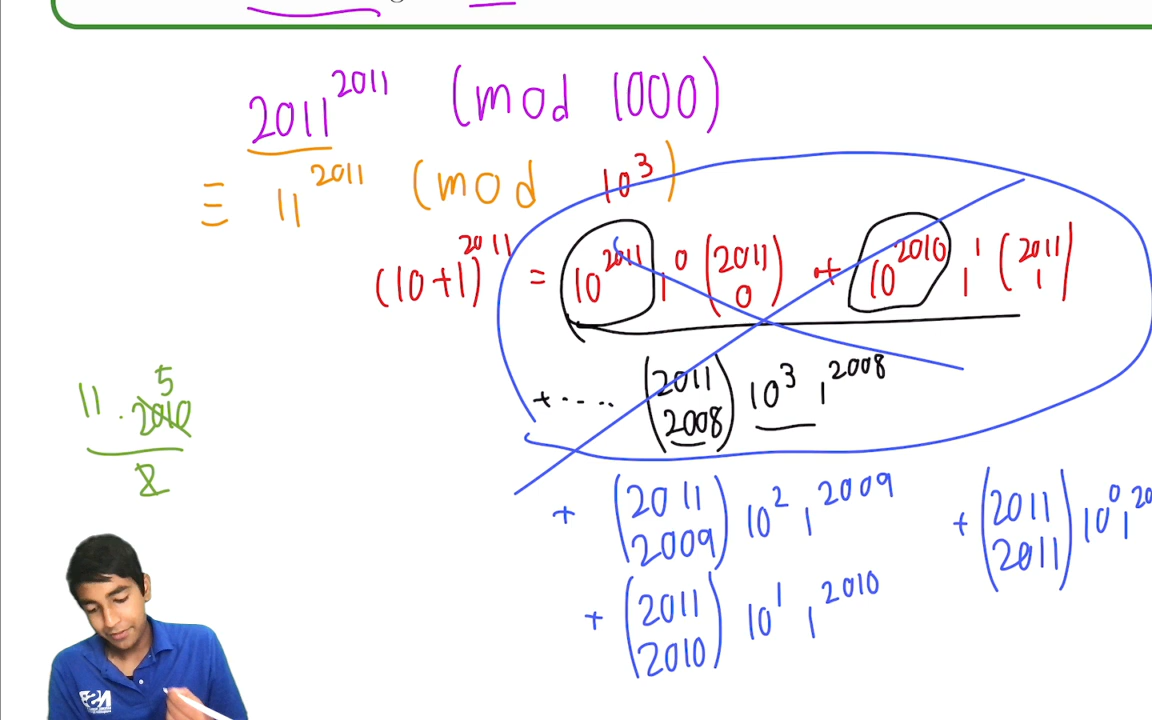 2011^2011 (mod 1000)
≡ 11^2011 (mod 10^3)
(10+1)^2011 = 10^2011 1^0 (2011 0) + 10^2010 1^1 (2011 1)
+ .... (2011 2008) 10^3 1^2008
+ (2011 2009) 10^2 1^2009 + (2011 2011) 10^0 1^20
+ (2011 2010) 10^1 1^2010
5
11 . 2010
2